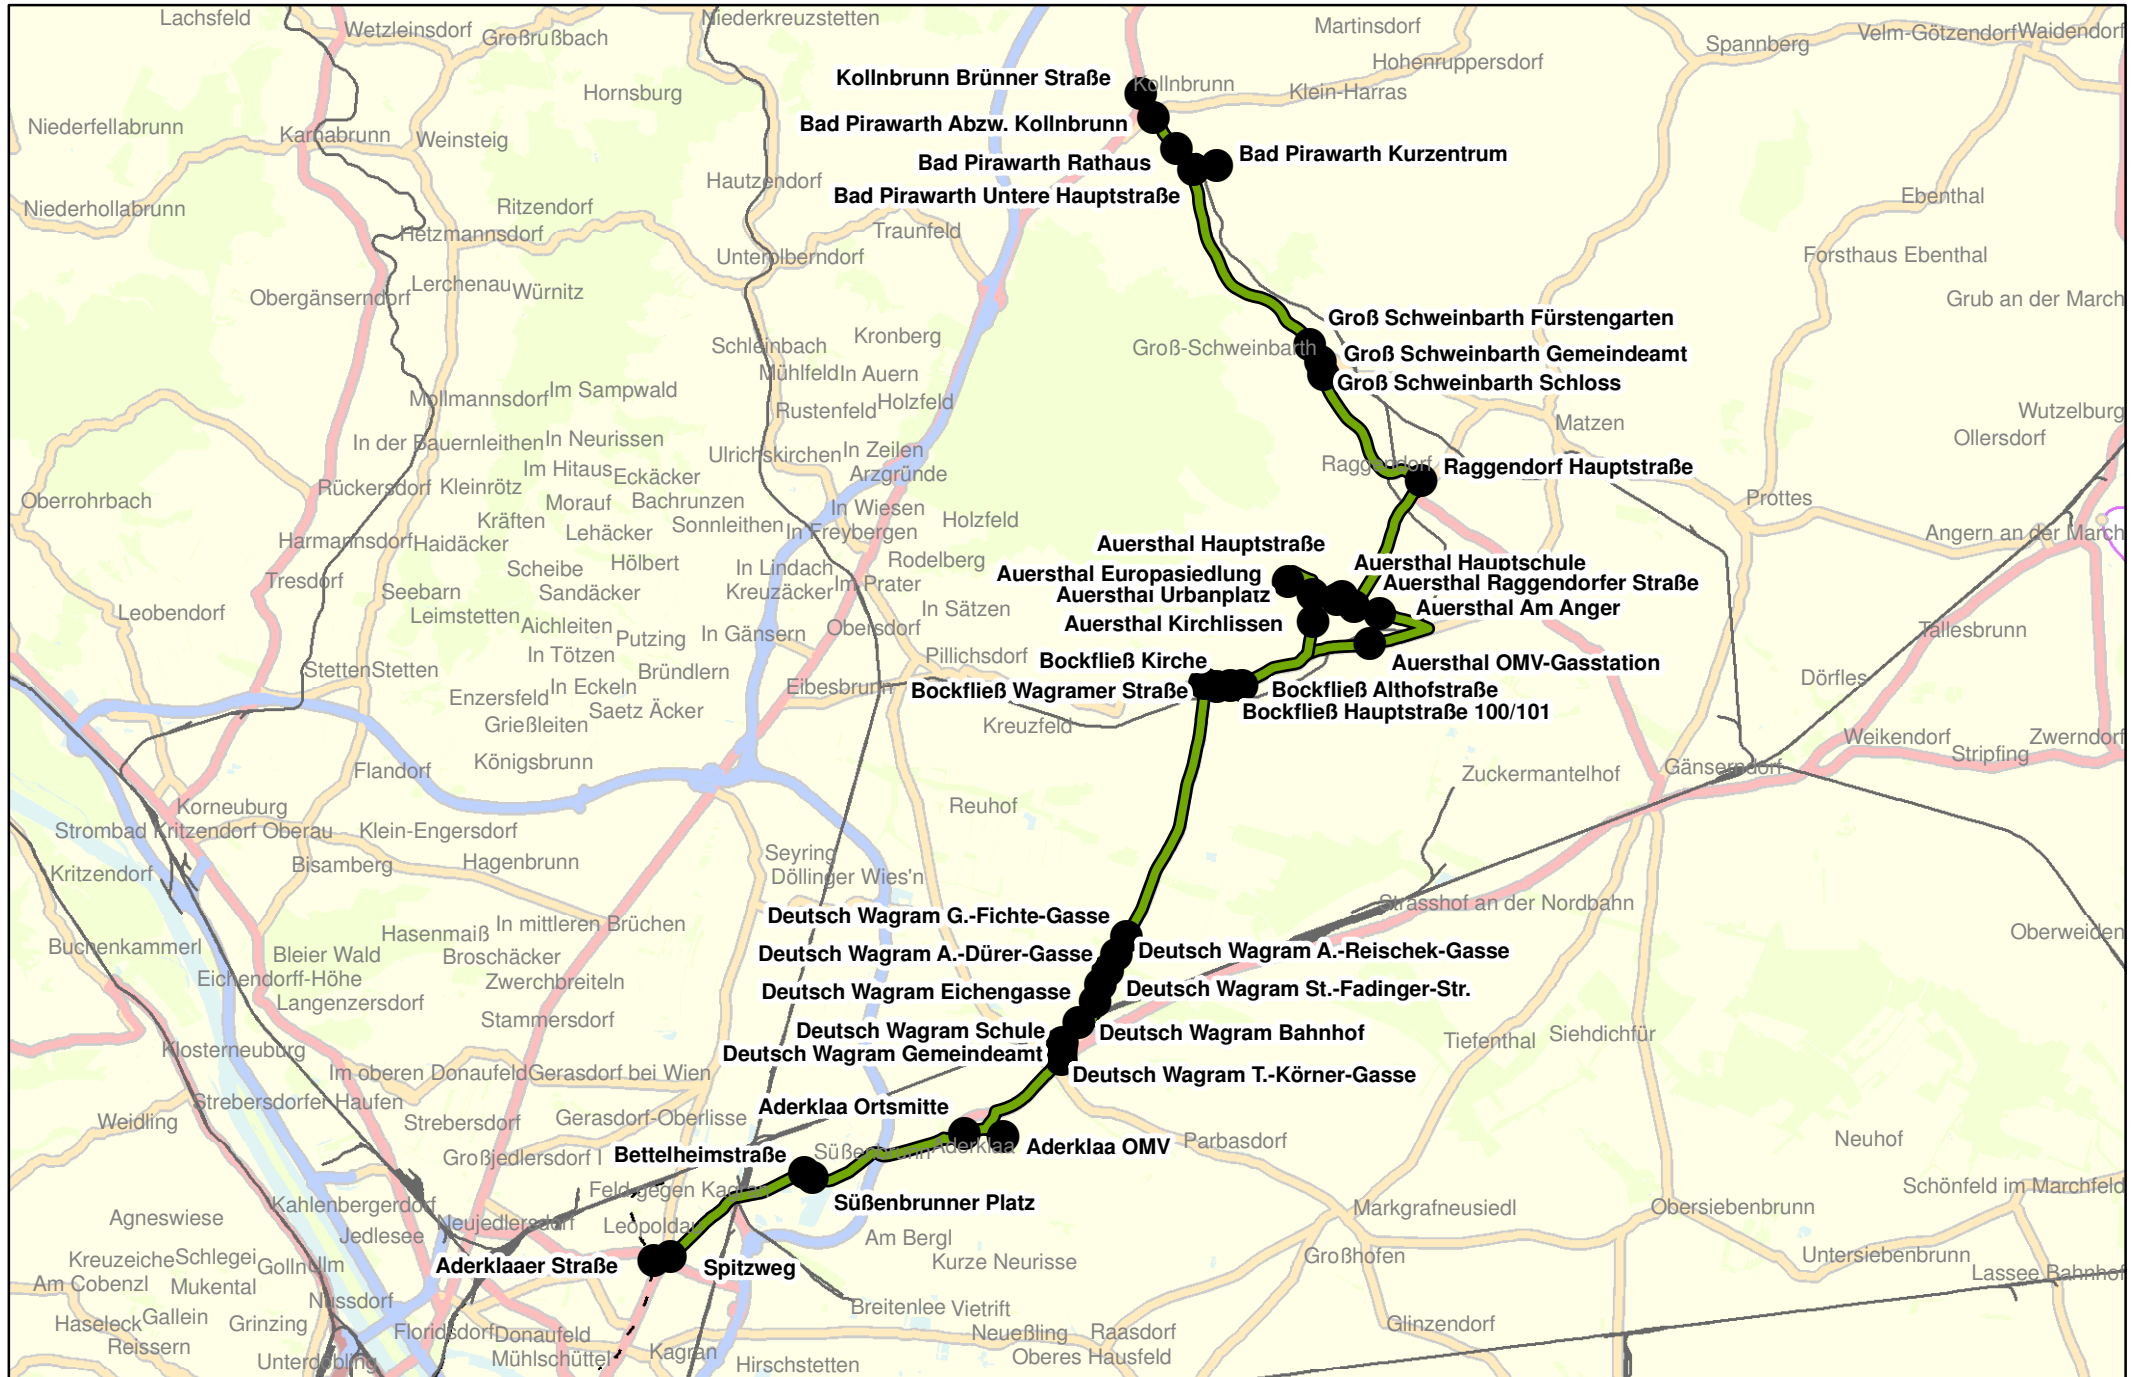 Lachsfeld
Wetzleinsdorf
Großrußbach
Niederkreuzstetten
Martinsdorf
Hohenruppersdorf
Spannberg
Velm-Götzendorf
Waidendorf
Kollnbrunn Brünner Straße
Kollnbrunn
Klein-Harras
Hornsburg
Niederfellabrunn
Karnabrunn
Weinsteig
Bad Pirawarth Abzw. Kollnbrunn
Bad Pirawarth Rathaus
Bad Pirawarth Kurzentrum
Bad Pirawarth Untere Hauptstraße
Hautzendorf
Niederhollabrunn
Ritzendorf
Hetzmannsdorf
Traunfeld
Ebenthal
Unterolberndorf
Forsthaus Ebenthal
Obergänserndorf
Lerchenau
Würnitz
Grub an der March
Groß Schweinbarth Fürstengarten
Kronberg
Schleinbach
Groß-Schweinbarth
Groß Schweinbarth Gemeindeamt
Groß Schweinbarth Schloss
Mühlfeld
In Auern
Mollmannsdorf
Im Sampwald
Rustenfeld
Holzfeld
Matzen
Wutzelburg
Ollersdorf
In der Bauernleithen
In Neurissen
Ulrichskirchen
In Zeilen
Im Hitaus
Eckäcker
Arzgründe
Raggendorf
Raggendorf Hauptstraße
Oberrohrbach
Rückersdorf
Kleinrötz
Morauf
Bachrunzen
In Wiesen
Prottes
Kräften
Lehäcker
Sonnleithen
In Freybergen
Holzfeld
Angern an der March
Harmannsdorf
Haidäcker
Hölbert
Rodelberg
Auersthal Hauptstraße
Auersthal Hauptschule
Scheibe
In Lindach
Auersthal Europasiedlung
Auersthal Raggendorfer Straße
Tresdorf
Seebarn
Sandäcker
Kreuzäcker
Im Prater
Auersthal Urbanplatz
Auersthal Am Anger
Leobendorf
Leimstetten
Aichleiten
Putzing
In Gänsern
Obersdorf
In Sätzen
Auersthal Kirchlissen
Tallesbrunn
In Tötzen
Pillichsdorf
Bockfließ Kirche
Auersthal OMV-Gasstation
Stetten
Stetten
Bründlern
Enzersfeld
In Eckeln
Eibesbrunn
Bockfließ Wagramer Straße
Bockfließ Althofstraße
Dörfles
Grießleiten
Saetz Äcker
Kreuzfeld
Bockfließ Hauptstraße 100/101
Weikendorf
Zwerndorf
Stripfing
Flandorf
Königsbrunn
Zuckermantelhof
Gänserndorf
Korneuburg
Reuhof
Strombad Kritzendorf
Oberau
Klein-Engersdorf
Kritzendorf
Bisamberg
Hagenbrunn
Seyring
Döllinger Wies'n
Strasshof an der Nordbahn
Deutsch Wagram G.-Fichte-Gasse
Buchenkammerl
Hasenmaiß
In mittleren Brüchen
Oberweiden
Bleier Wald
Broschäcker
Deutsch Wagram A.-Dürer-Gasse
Deutsch Wagram A.-Reischek-Gasse
Eichendorff-Höhe
Zwerchbreiteln
Deutsch Wagram Eichengasse
Deutsch Wagram St.-Fadinger-Str.
Langenzersdorf
Stammersdorf
Deutsch Wagram Schule
Deutsch Wagram Bahnhof
Tiefenthal
Siehdichfür
Klosterneuburg
Deutsch Wagram Gemeindeamt
Im oberen Donaufeld
Gerasdorf bei Wien
Deutsch Wagram T.-Körner-Gasse
Strebersdorfer Haufen
Weidling
Strebersdorf
Gerasdorf-Oberlisse
Aderklaa Ortsmitte
Parbasdorf
Neuhof
Großjedlersdorf I
Bettelheimstraße
Süßenbrunn
Aderklaa
Aderklaa OMV
Feld gegen Kagran
Schönfeld im Marchfeld
Kahlenbergerdorf
Süßenbrunner Platz
Markgrafneusiedl
Obersiebenbrunn
Agneswiese
Neujedlersdorf
Leopoldau
Jedlesee
Am Bergl
Kreuzeiche
Schlegei
Golln
Ulm
Aderklaaer Straße
Spitzweg
Kurze Neurisse
Großhofen
Untersiebenbrunn
Lassee Bahnhof
Am Cobenzl
Mukental
Nussdorf
Breitenlee
Vietrift
Haseleck
Gallein
Grinzing
Floridsdorf
Donaufeld
Neueßling
Raasdorf
Glinzendorf
Reissern
Unterdöbling
Mühlschüttel
Kagran
Hirschstetten
Oberes Hausfeld